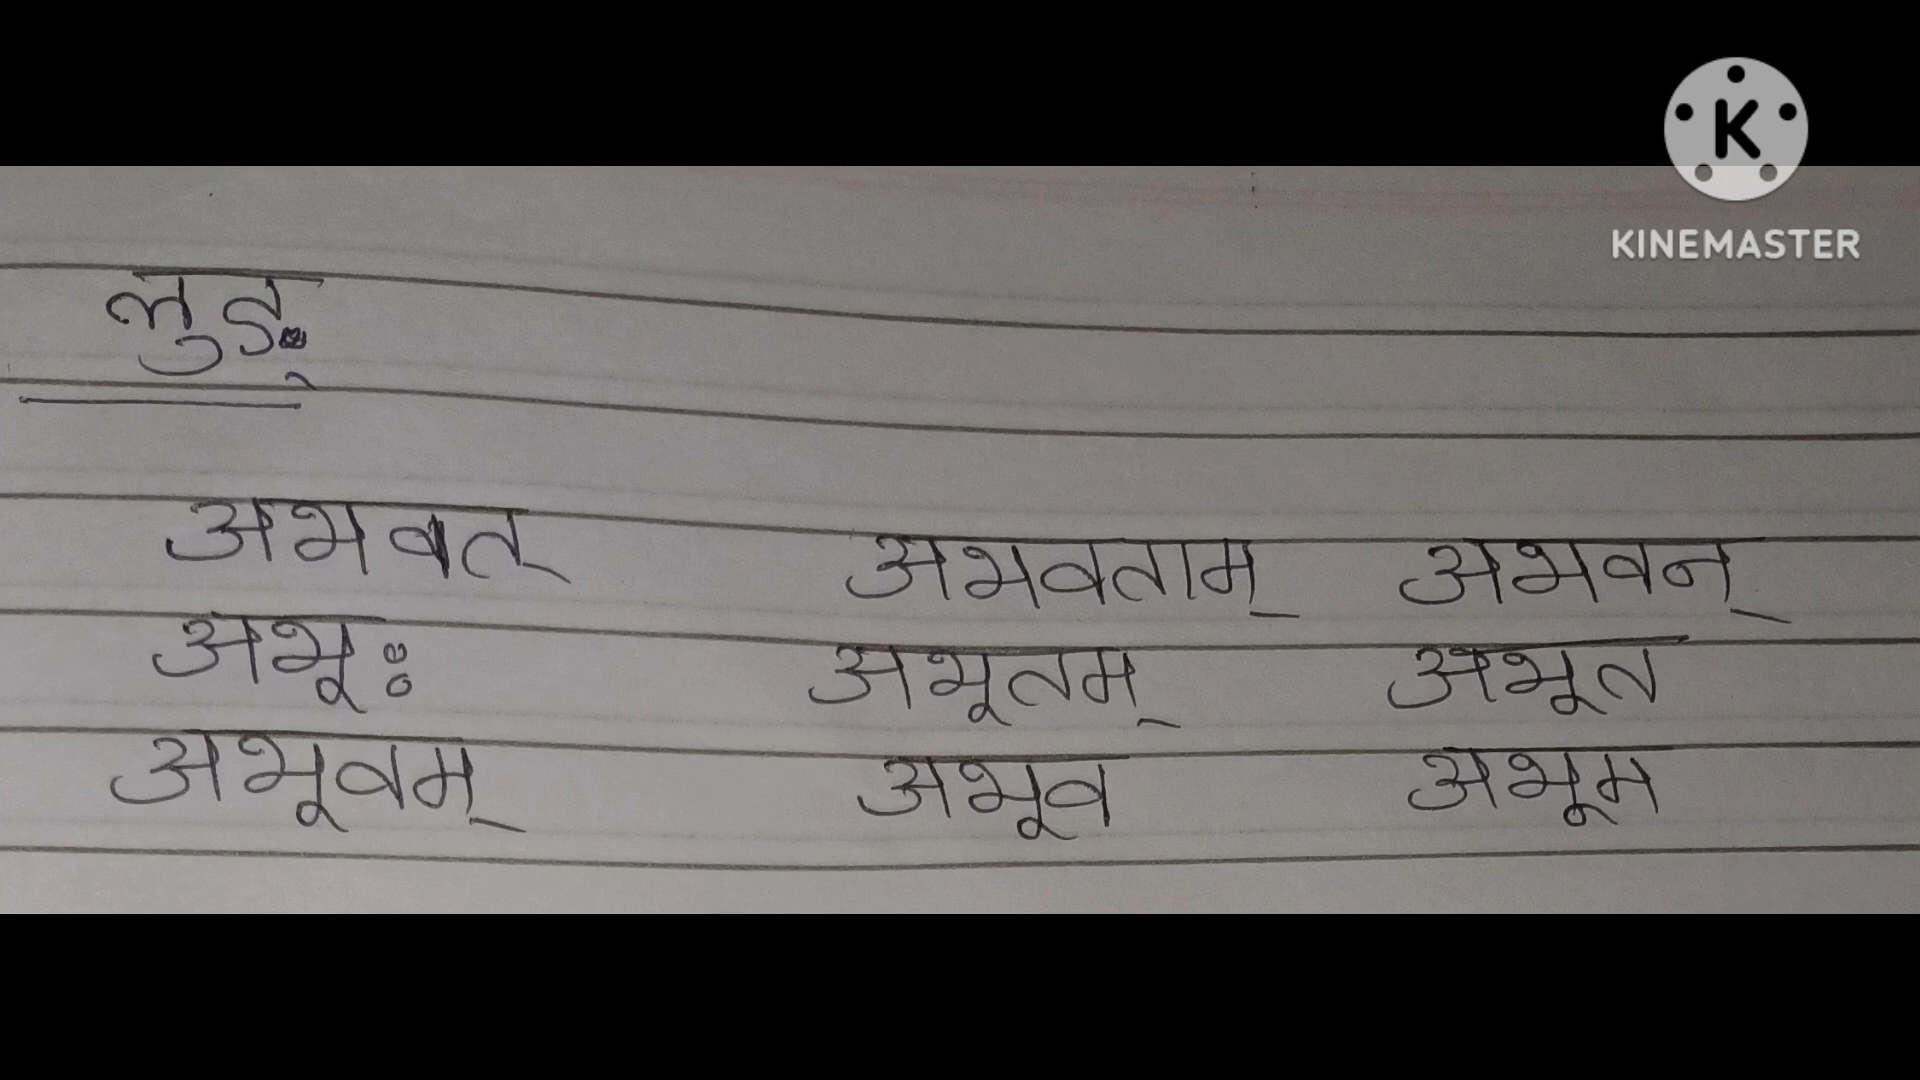 K
KINEMASTER
लुङ्
अभवत् अभवताम् अभवन्
अभूः अभूतम् अभूत
अभूवम् अभूव अभूम